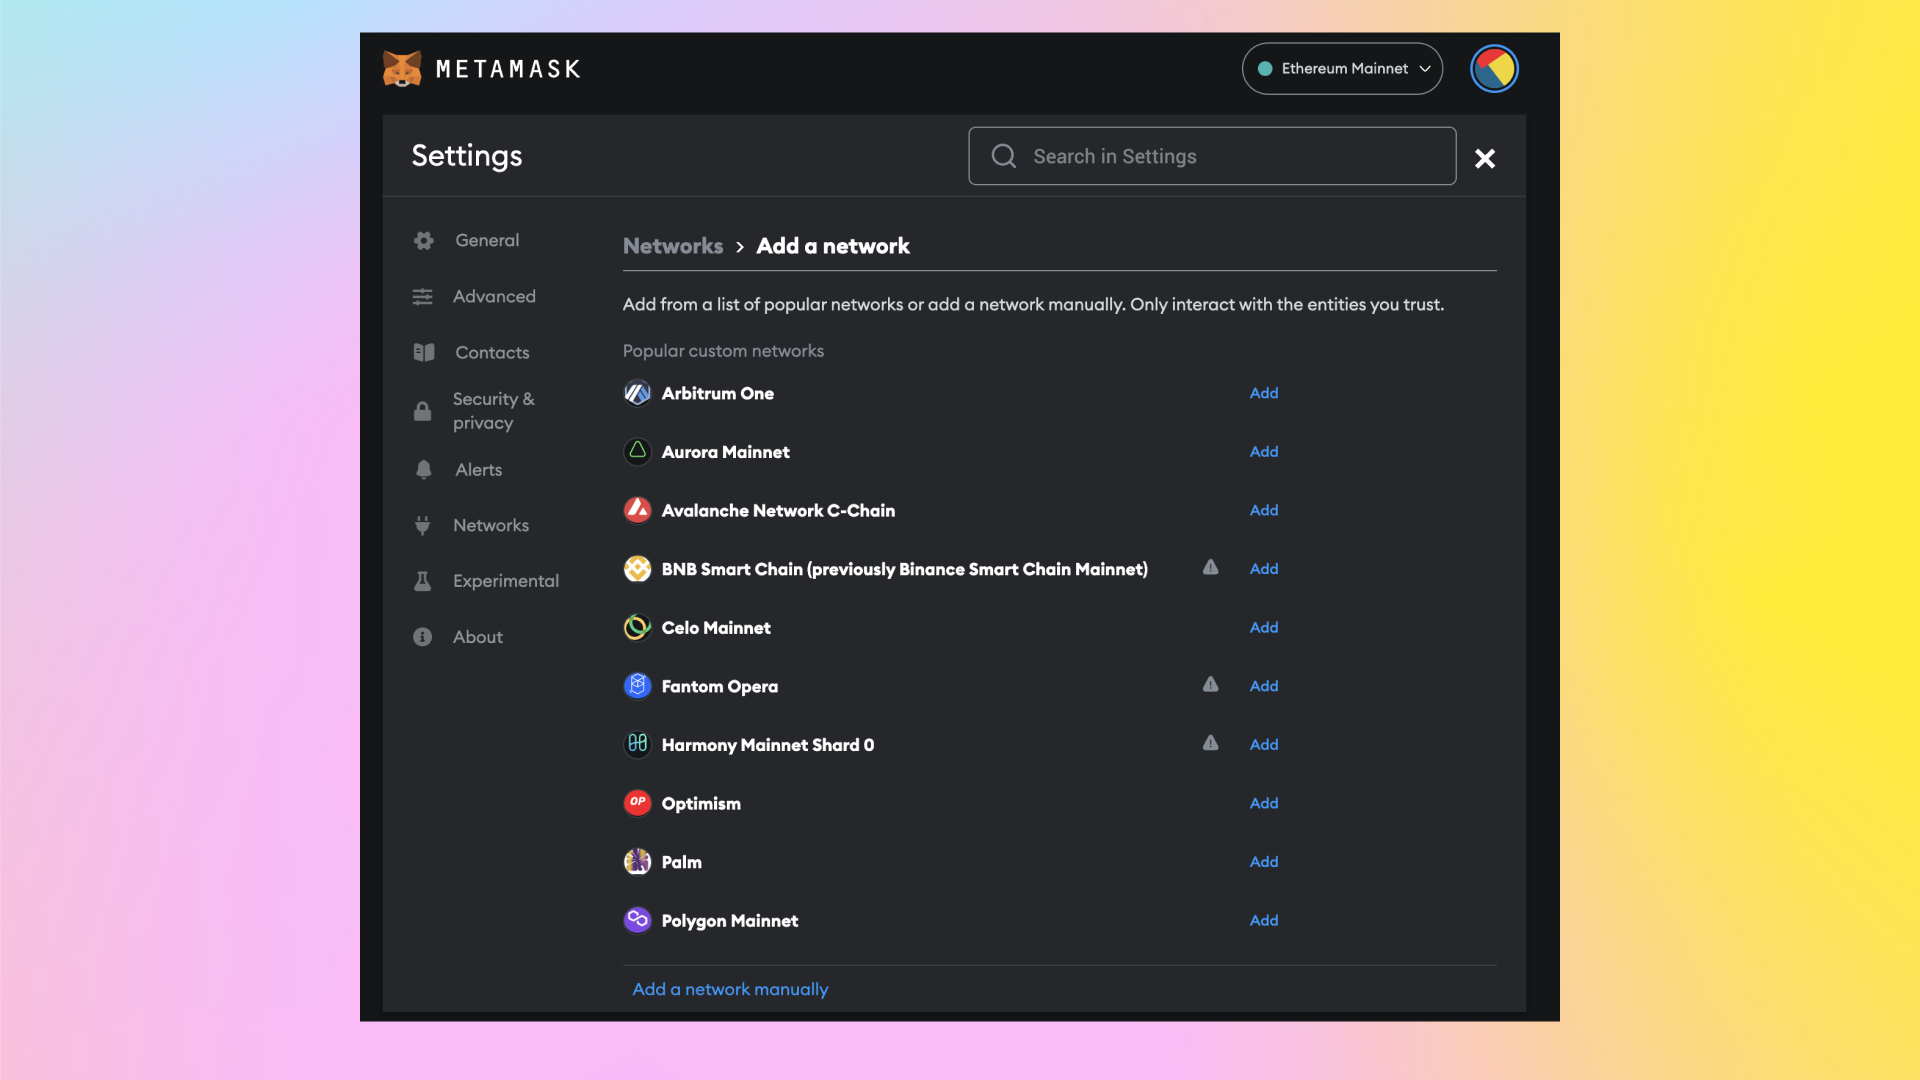 METAMASK
Ethereum Mainnet
Settings
Search in Settings
General
Advanced
Contacts
Security &
privacy
Alerts
Networks
Experimental
About
Networks > Add a network
Add from a list of popular networks or add a network manually. Only interact with the entities you trust.
Popular custom networks
Arbitrum One Add
Aurora Mainnet Add
Avalanche Network C-Chain Add
BNB Smart Chain (previously Binance Smart Chain Mainnet) Add
Celo Mainnet Add
Fantom Opera Add
Harmony Mainnet Shard 0 Add
OP Optimism Add
Palm Add
Polygon Mainnet Add
Add a network manually